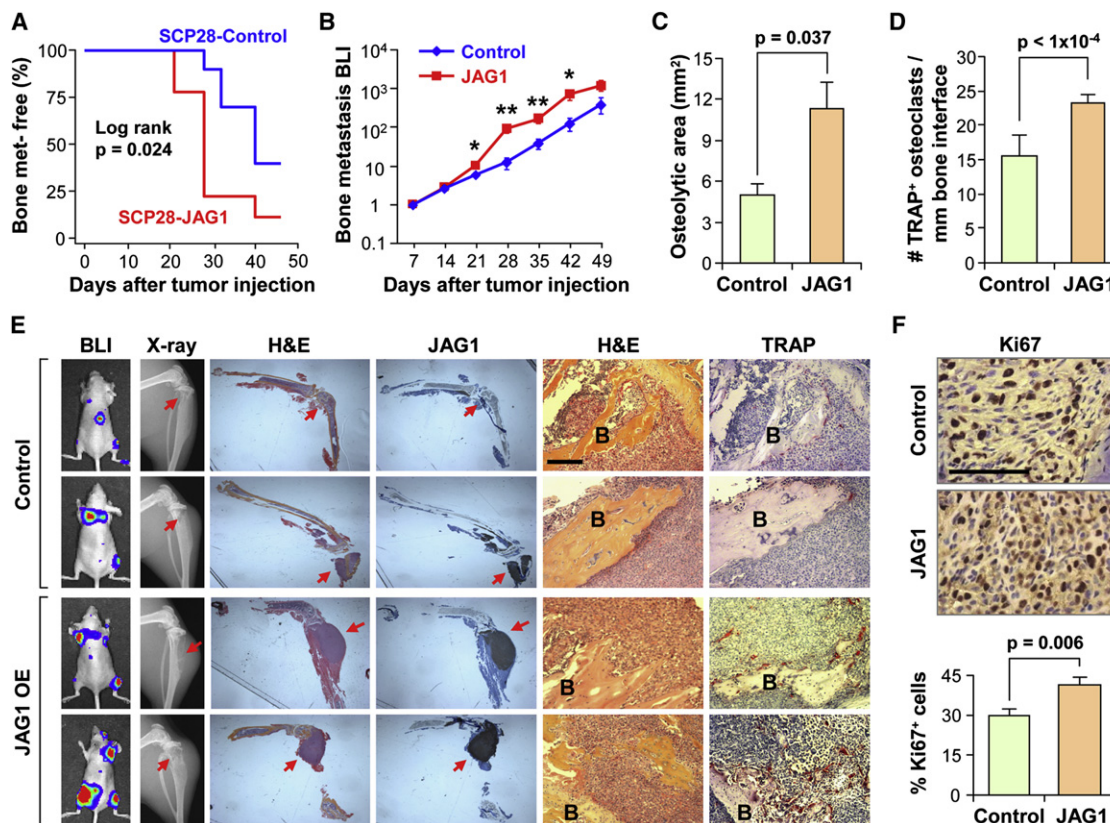 A
SCP28-Control
Bone met- free (%)
100
75
50
25
0
Log rank
p = 0.024
SCP28-JAG1
0 10 20 30 40 50
Days after tumor injection
B
Control
JAG1
Bone metastasis BLI
10⁴
10³
10²
10
1
0.1
* ** ** *
7 14 21 28 35 42 49
Days after tumor injection
C
p = 0.037
Osteolytic area (mm²)
15
12
9
6
3
0
Control JAG1
D
p < 1x10⁻⁴
# TRAP⁺ osteoclasts /
mm bone interface
30
25
20
15
10
5
0
Control JAG1
E
BLI X-ray H&E JAG1 H&E TRAP
Control
B B
B B
JAG1 OE
B B
B B
F
Ki67
Control
JAG1
p = 0.006
% Ki67⁺ cells
45
30
15
0
Control JAG1